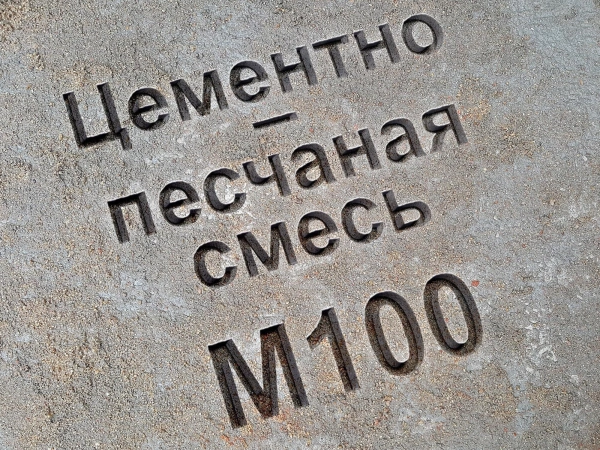 Цементно
–
песчаная
смесь
М100